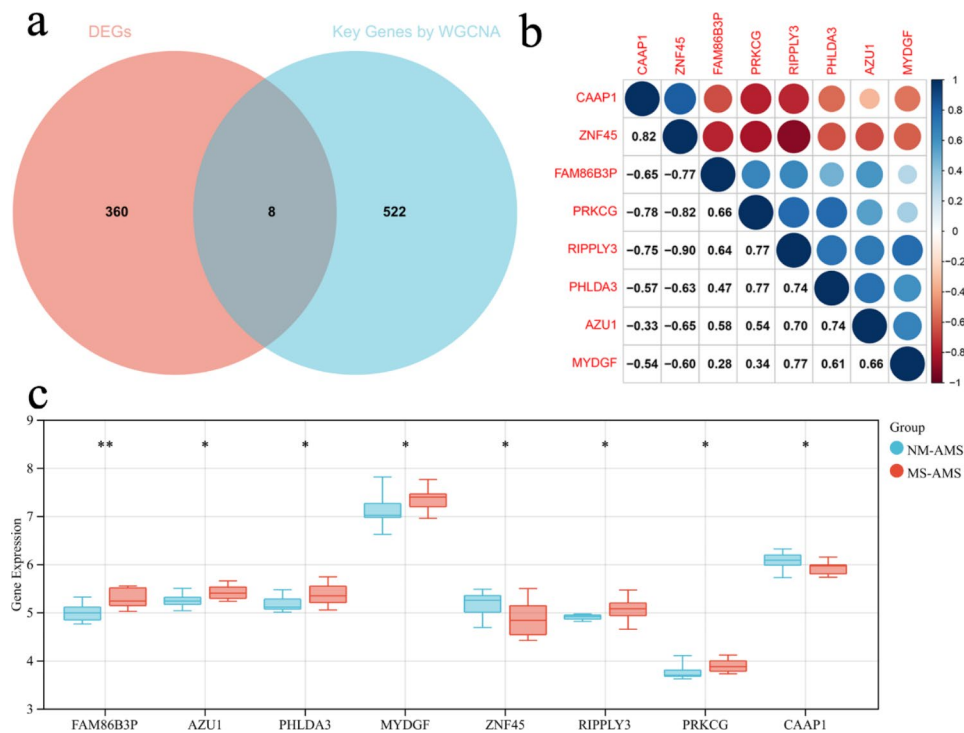 a
DEGs
Key Genes by WGCNA
360
8
522
b
CAAP1
ZNF45
FAM86B3P
PRKCG
RIPPLY3
PHLDA3
AZU1
MYDGF
CAAP1
ZNF45 0.82
FAM86B3P −0.65 −0.77
PRKCG −0.78 −0.82 0.66
RIPPLY3 −0.75 −0.90 0.64 0.77
PHLDA3 −0.57 −0.63 0.47 0.77 0.74
AZU1 −0.33 −0.65 0.58 0.54 0.70 0.74
MYDGF −0.54 −0.60 0.28 0.34 0.77 0.61 0.66
1
0.8
0.6
0.4
0.2
0
−0.2
−0.4
−0.6
−0.8
−1
c
Gene Expression
9
8
7
6
5
4
3
** * * * * * * *
FAM86B3P AZU1 PHLDA3 MYDGF ZNF45 RIPPLY3 PRKCG CAAP1
Group
NM-AMS
MS-AMS